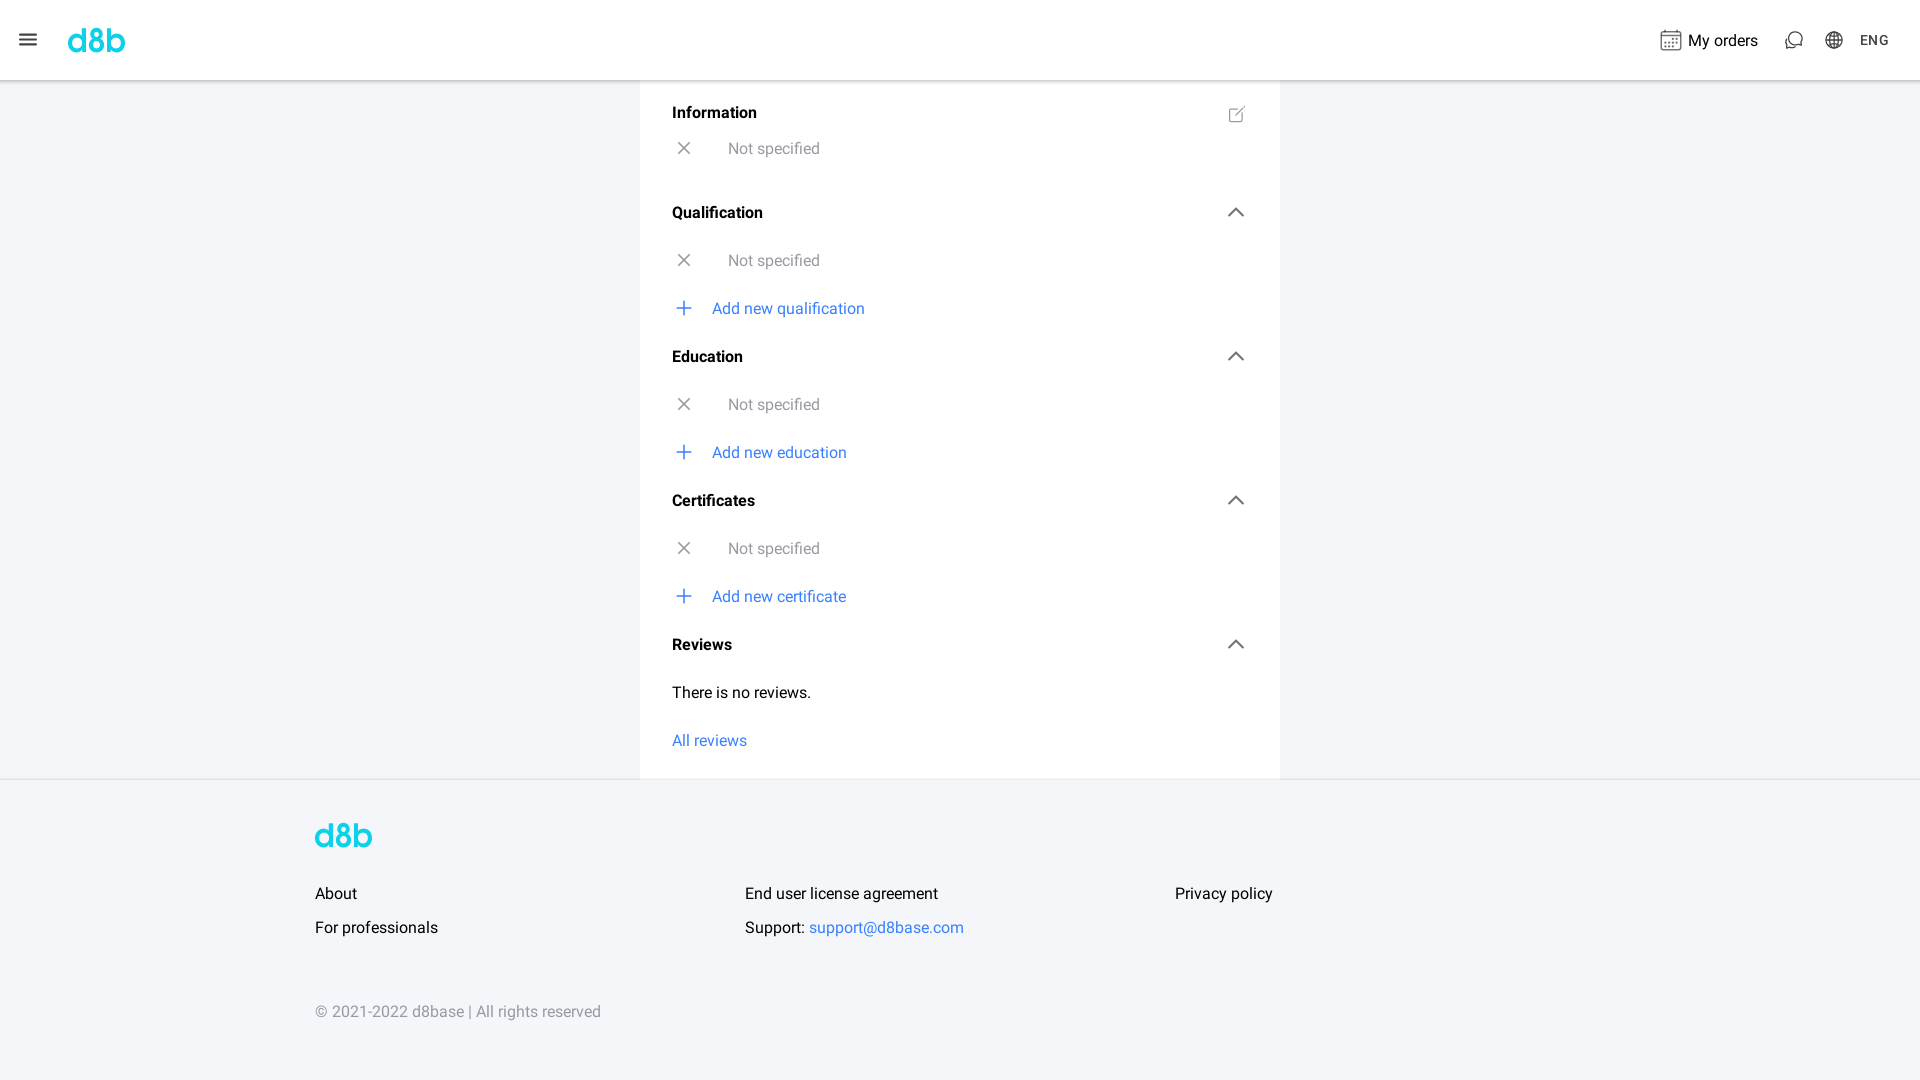 d8b
My orders
ENG
Information
Not specified
Qualification
Not specified
Add new qualification
Education
Not specified
Add new education
Certificates
Not specified
Add new certificate
Reviews
There is no reviews.
All reviews
d8b
About
End user license agreement
Privacy policy
For professionals
Support: support@d8base.com
© 2021-2022 d8base | All rights reserved